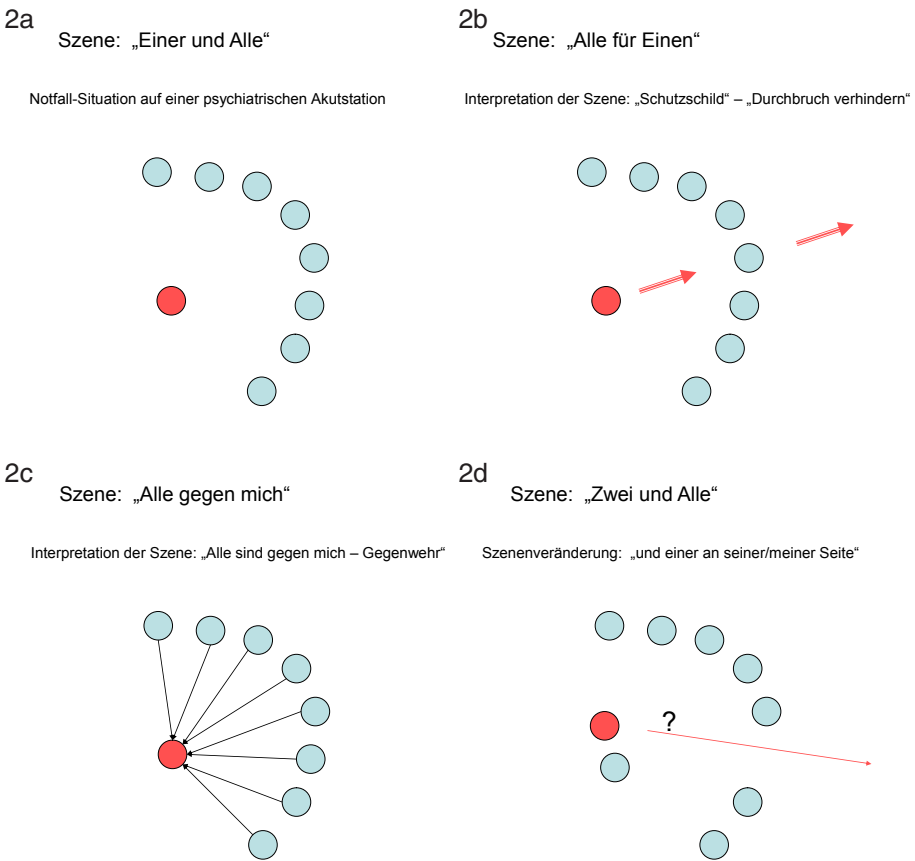 2a
Szene: „Einer und Alle“
Notfall-Situation auf einer psychiatrischen Akutstation
2b
Szene: „Alle für Einen“
Interpretation der Szene: „Schutzschild“ – „Durchbruch verhindern“
2c
Szene: „Alle gegen mich“
Interpretation der Szene: „Alle sind gegen mich – Gegenwehr“
2d
Szene: „Zwei und Alle“
Szenenveränderung: „und einer an seiner/meiner Seite“
?